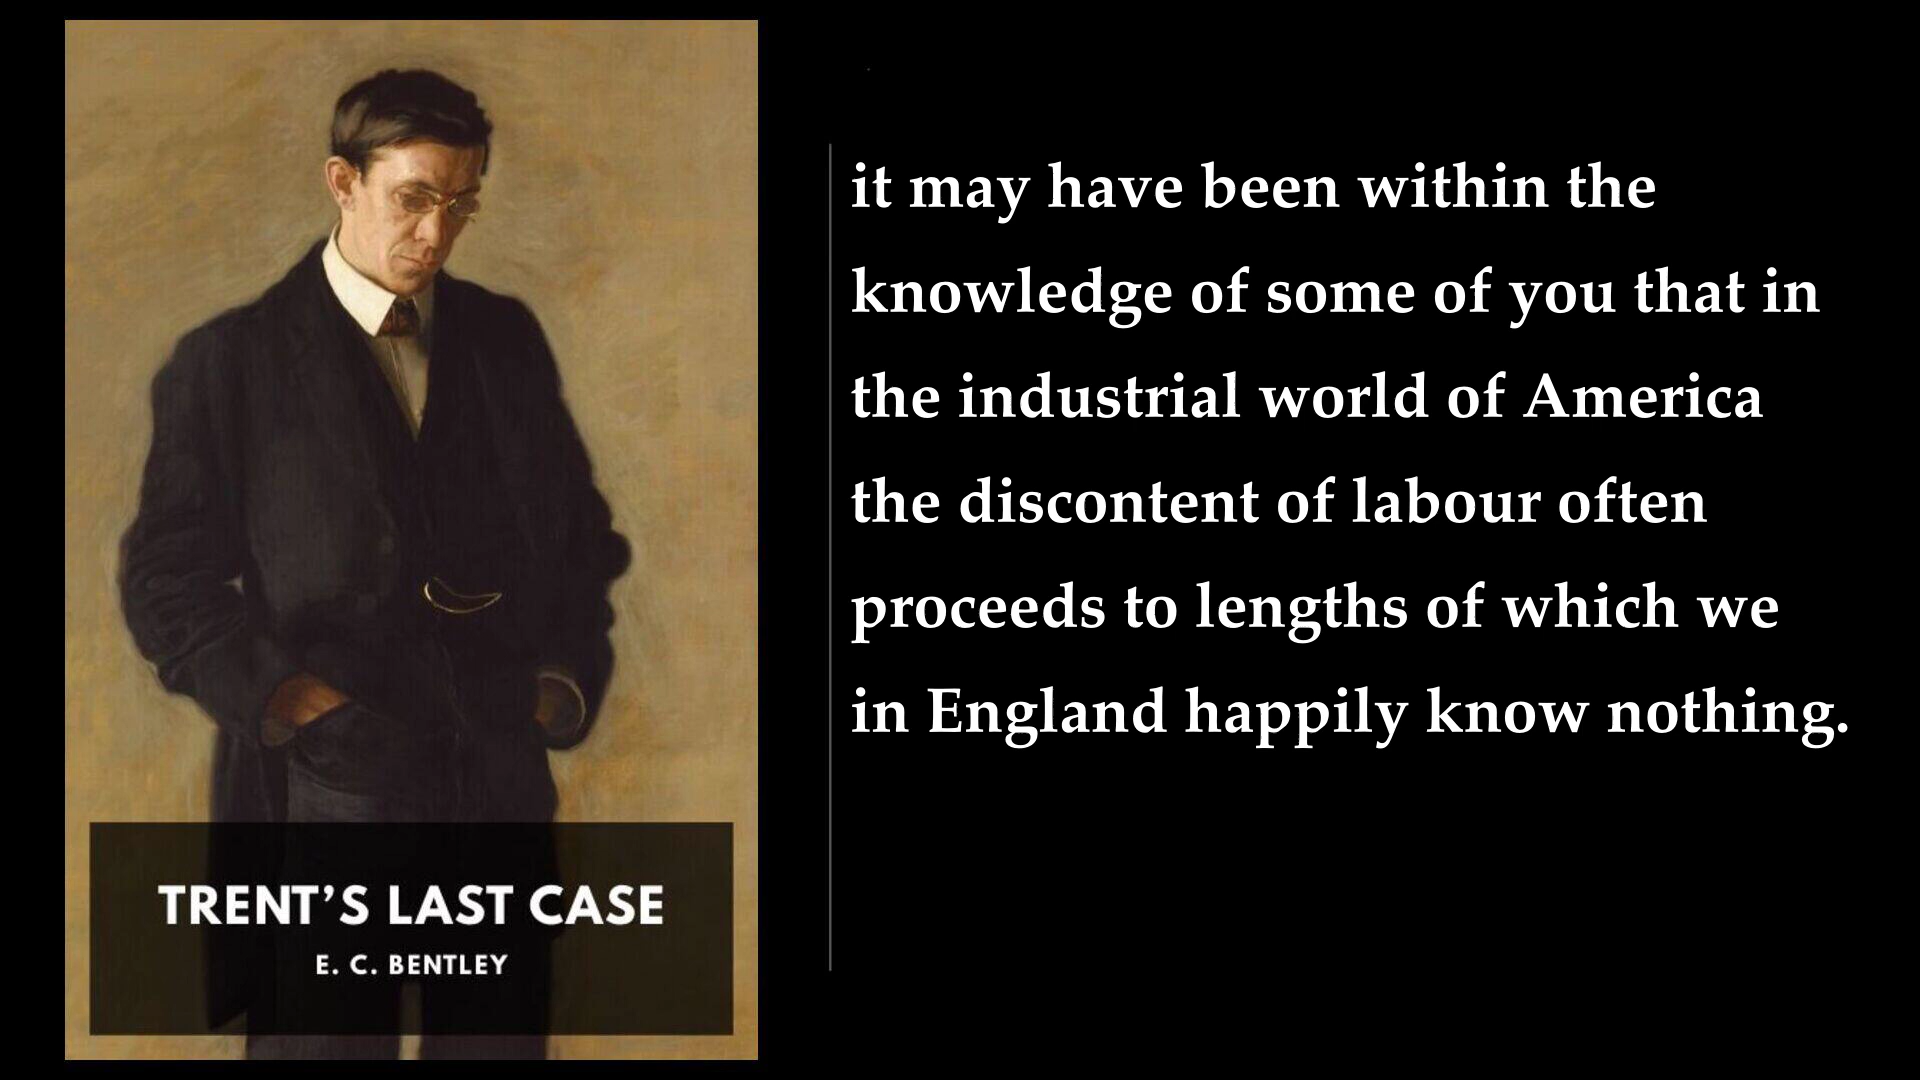 TRENT’S LAST CASE
E. C. BENTLEY
it may have been within the
knowledge of some of you that in
the industrial world of America
the discontent of labour often
proceeds to lengths of which we
in England happily know nothing.